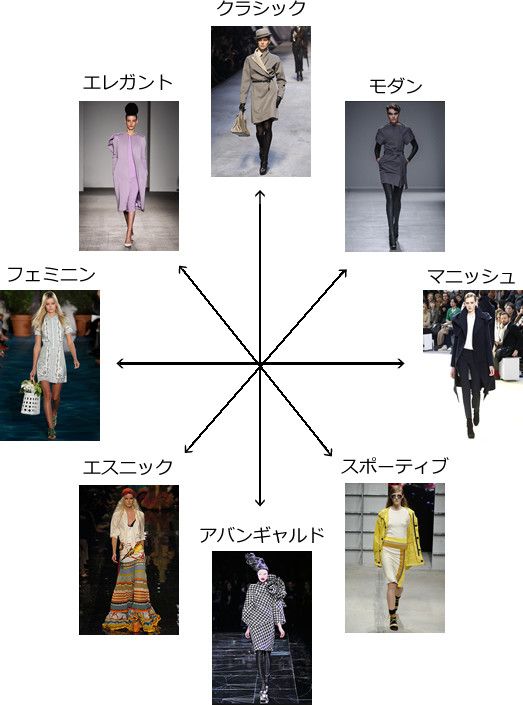 クラシック
エレガント
モダン
フェミニン
マニッシュ
エスニック
スポーティブ
アバンギャルド